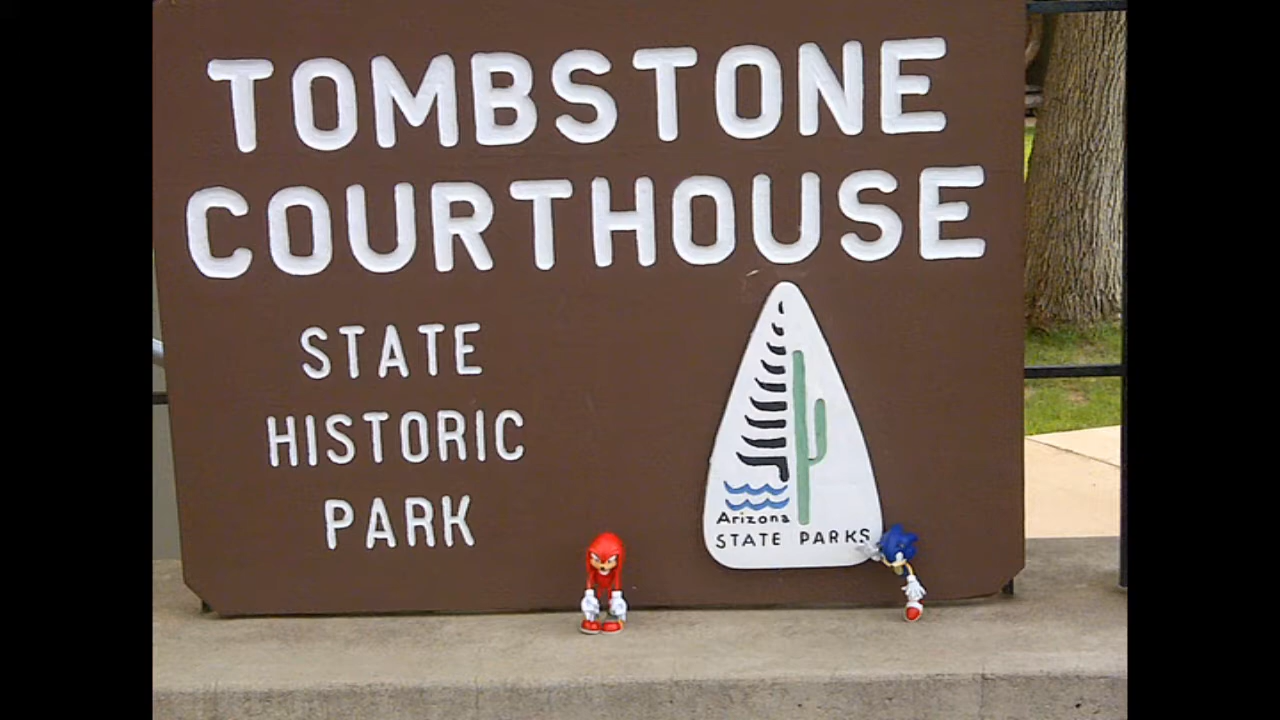 TOMBSTONE
COURTHOUSE
STATE
HISTORIC
PARK
Arizona
STATE PARKS